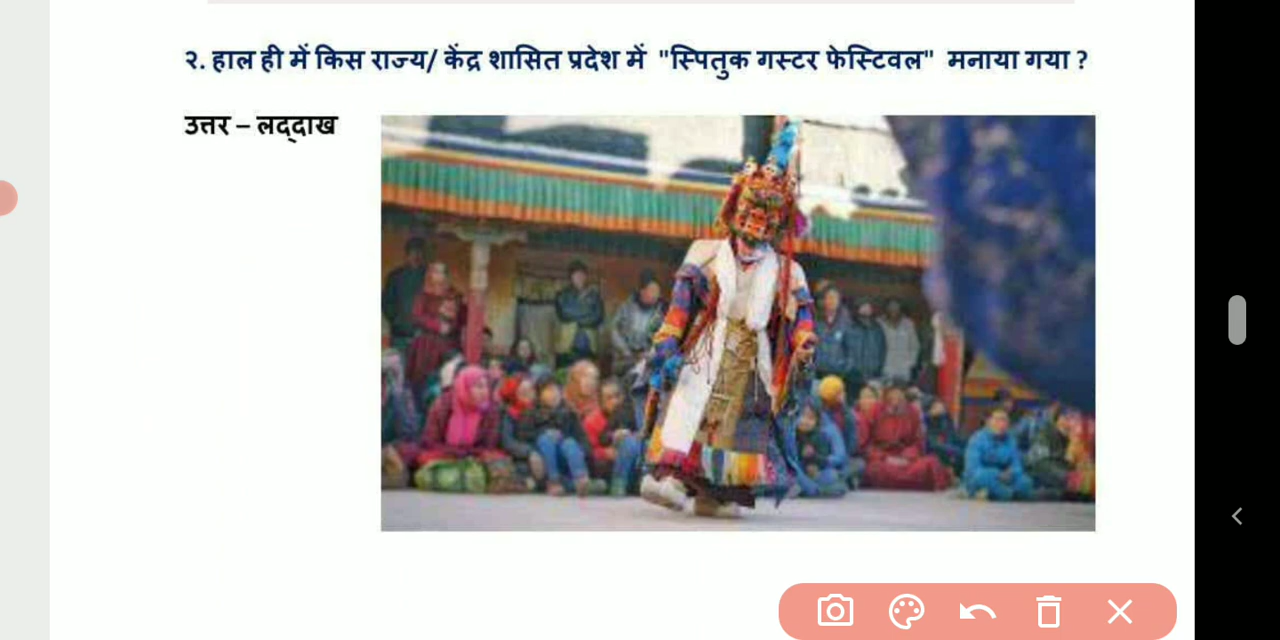 २. हाल ही में किस राज्य/ केंद्र शासित प्रदेश में "स्पितुक गस्टर फेस्टिवल" मनाया गया ?
उत्तर – लद्दाख